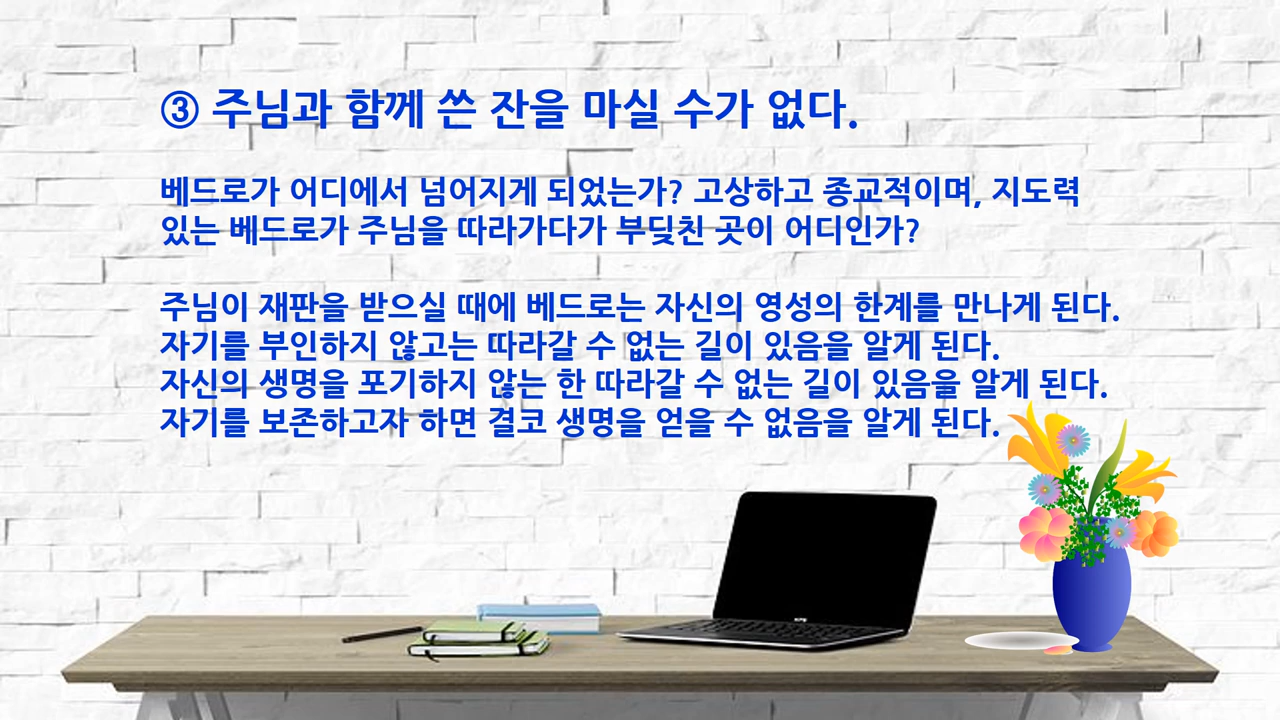 ③ 주님과 함께 쓴 잔을 마실 수가 없다.
베드로가 어디에서 넘어지게 되었는가? 고상하고 종교적이며, 지도력
있는 베드로가 주님을 따라가다가 부딪친 곳이 어디인가?
주님이 재판을 받으실 때에 베드로는 자신의 영성의 한계를 만나게 된다.
자기를 부인하지 않고는 따라갈 수 없는 길이 있음을 알게 된다.
자신의 생명을 포기하지 않는 한 따라갈 수 없는 길이 있음을 알게 된다.
자기를 보존하고자 하면 결코 생명을 얻을 수 없음을 알게 된다.